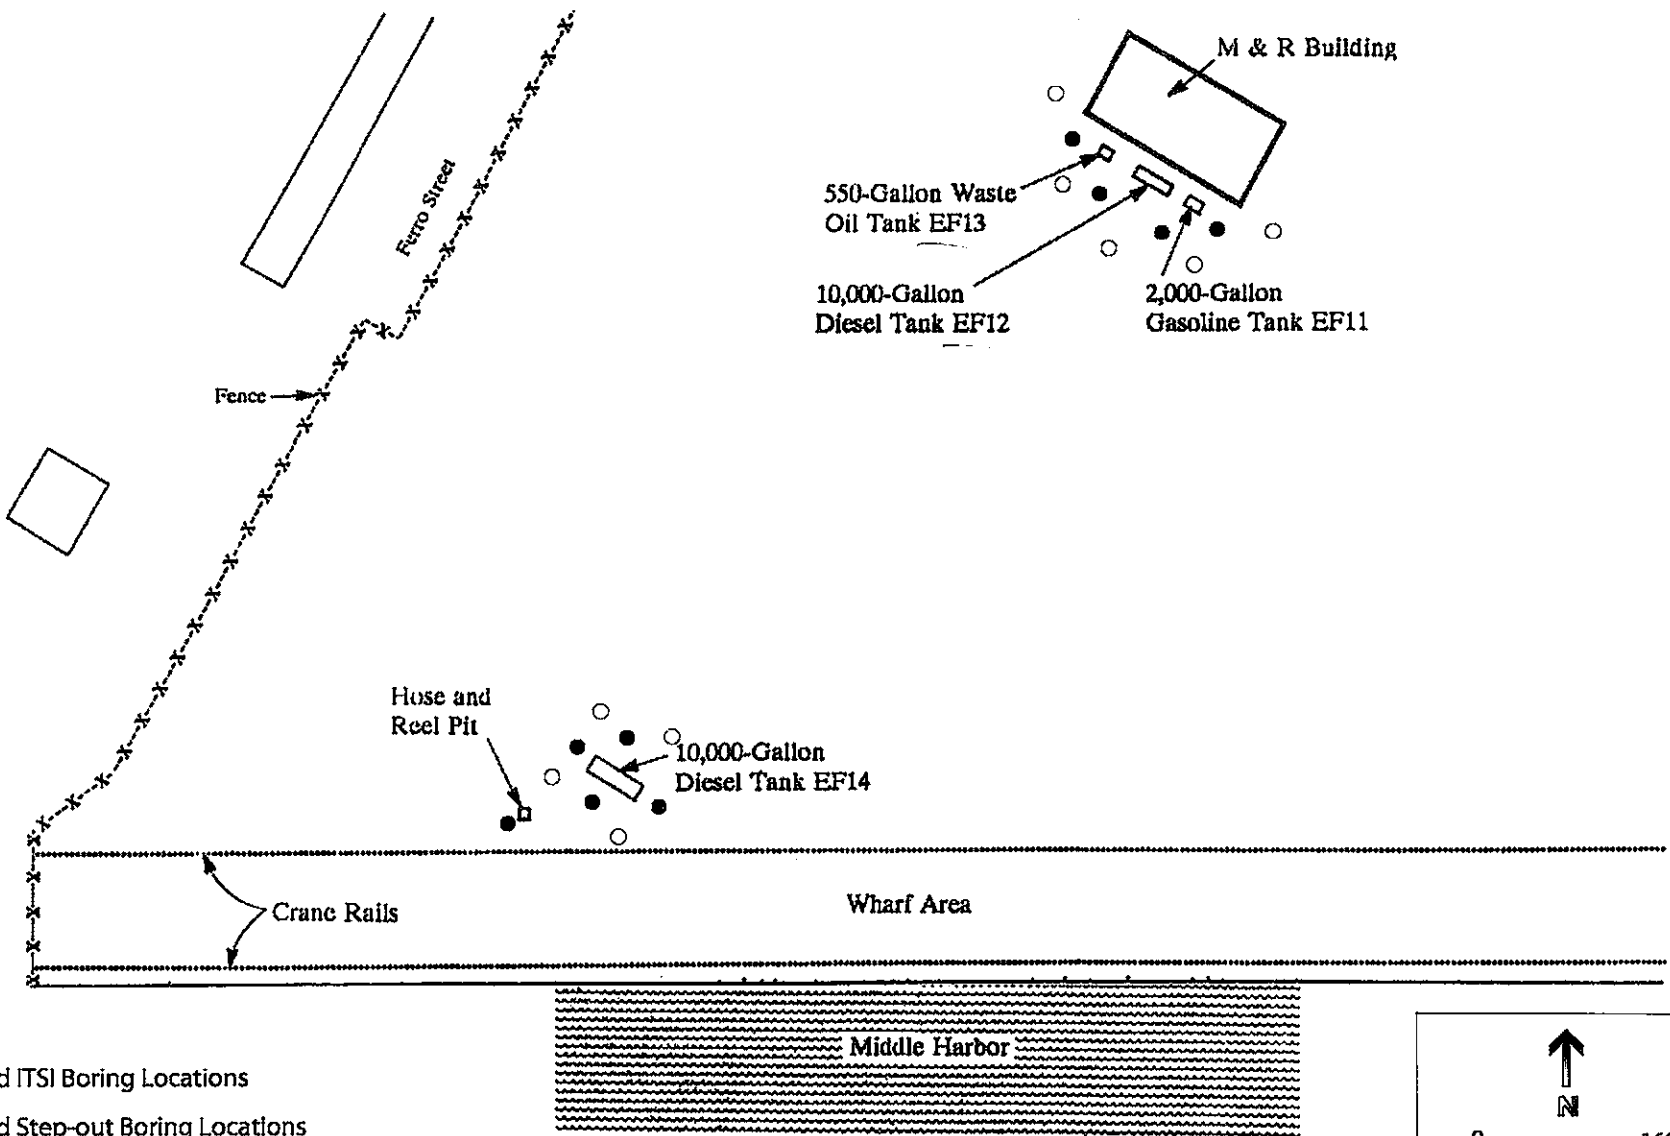 M & R Building
Ferro Street
550-Gallon Waste
Oil Tank EF13
10,000-Gallon
Diesel Tank EF12
2,000-Gallon
Gasoline Tank EF11
Fence
Hose and
Reel Pit
10,000-Gallon
Diesel Tank EF14
Crane Rails
Wharf Area
Middle Harbor
d ITSI Boring Locations
d Step-out Boring Locations
N
0